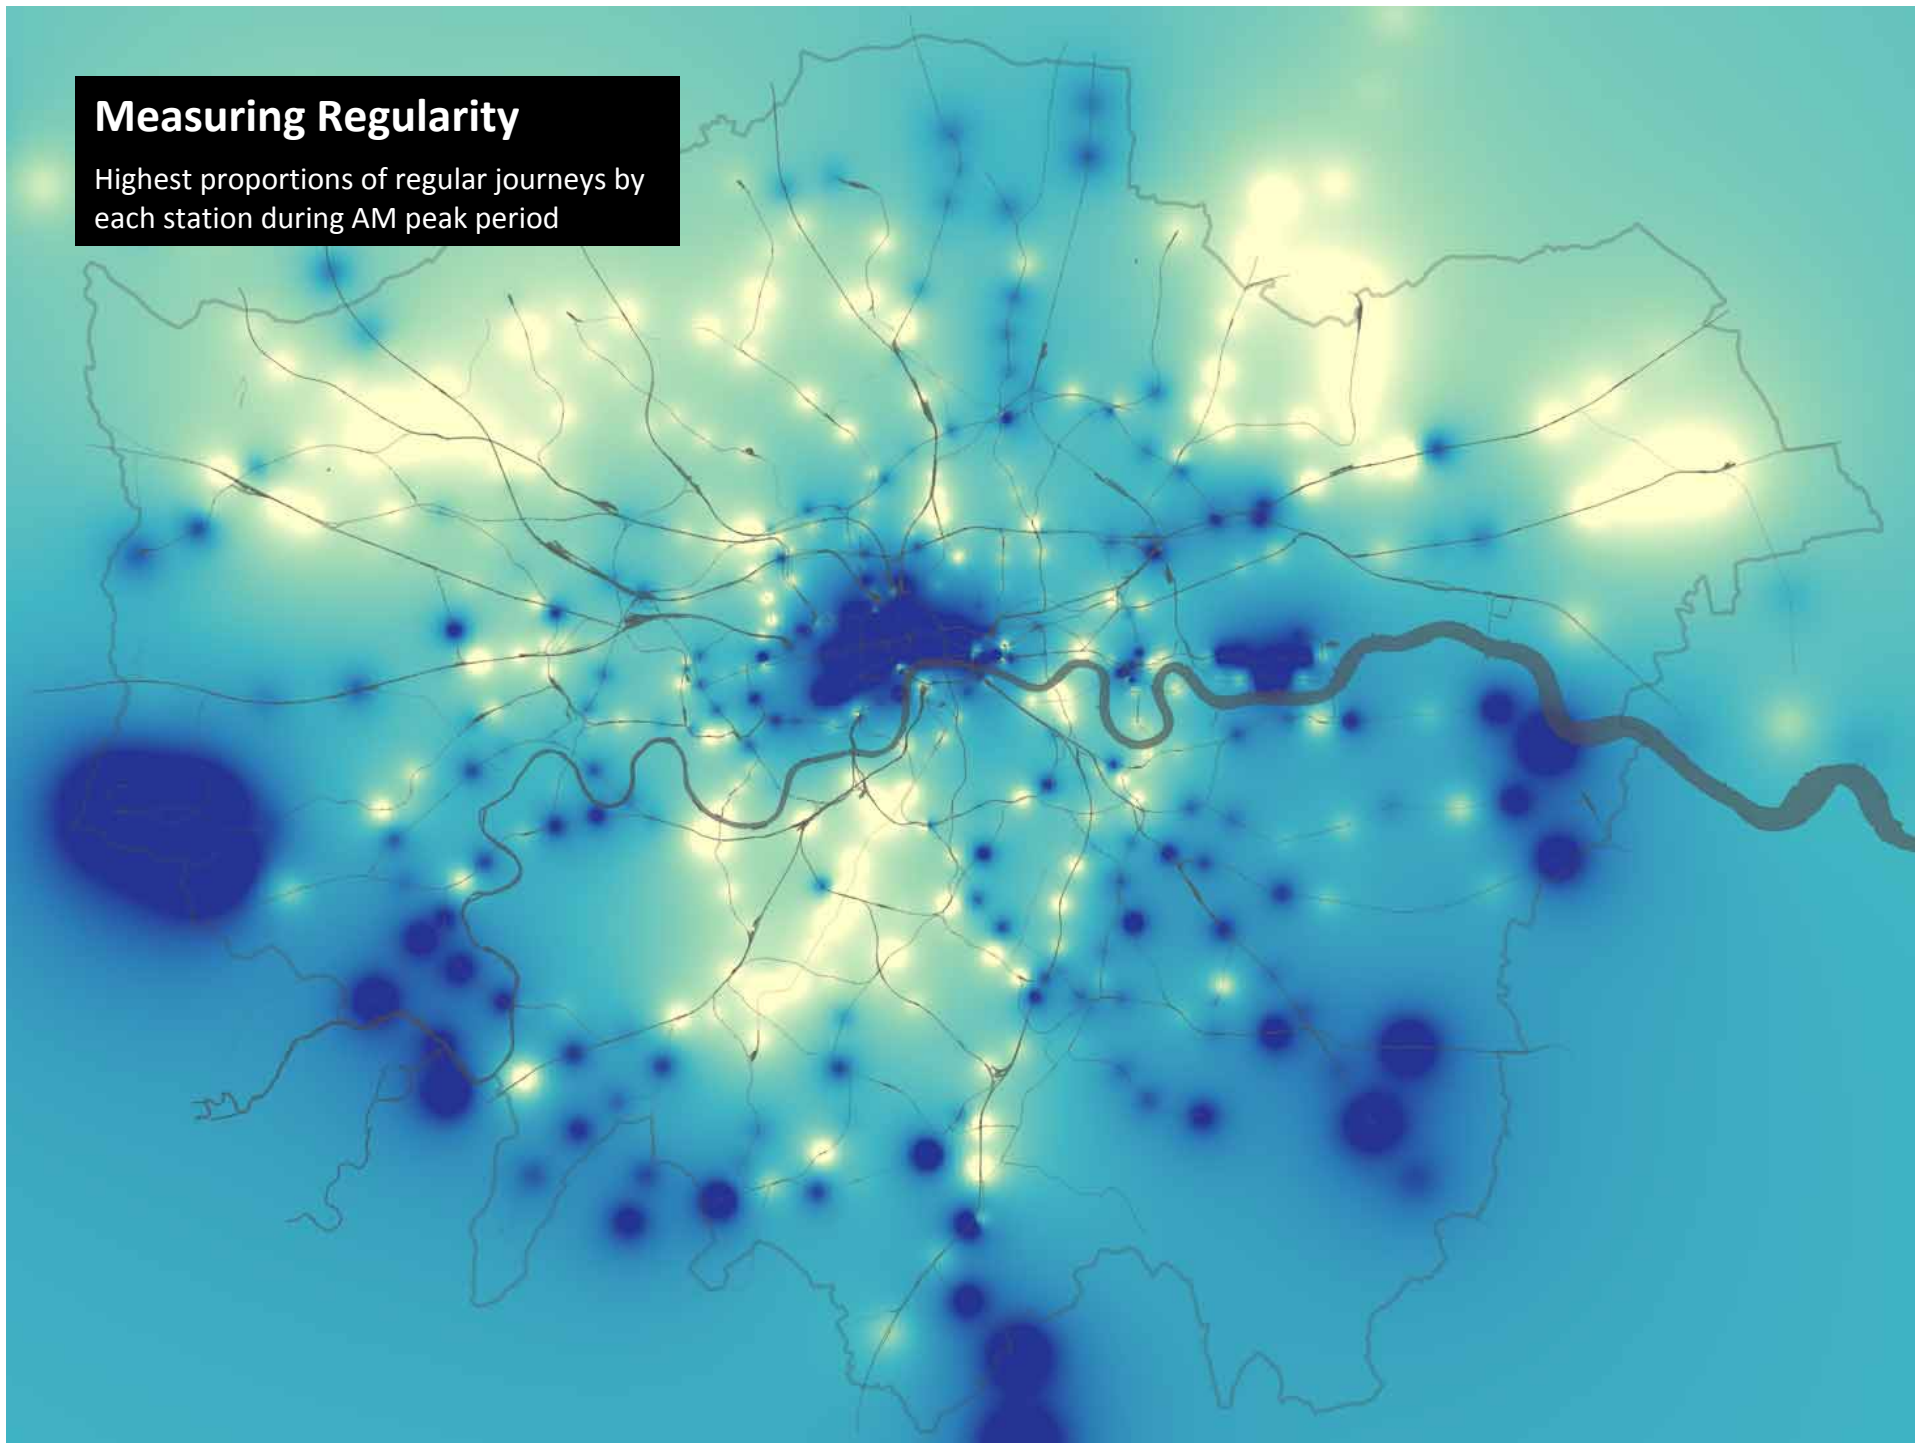 Measuring Regularity
Highest proportions of regular journeys by
each station during AM peak period